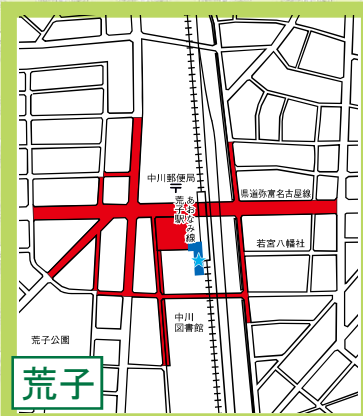 中川郵便局
〒
あおなみ線
荒子駅
県道弥富名古屋線
若宮八幡社
中川
図書館
荒子公園
荒子